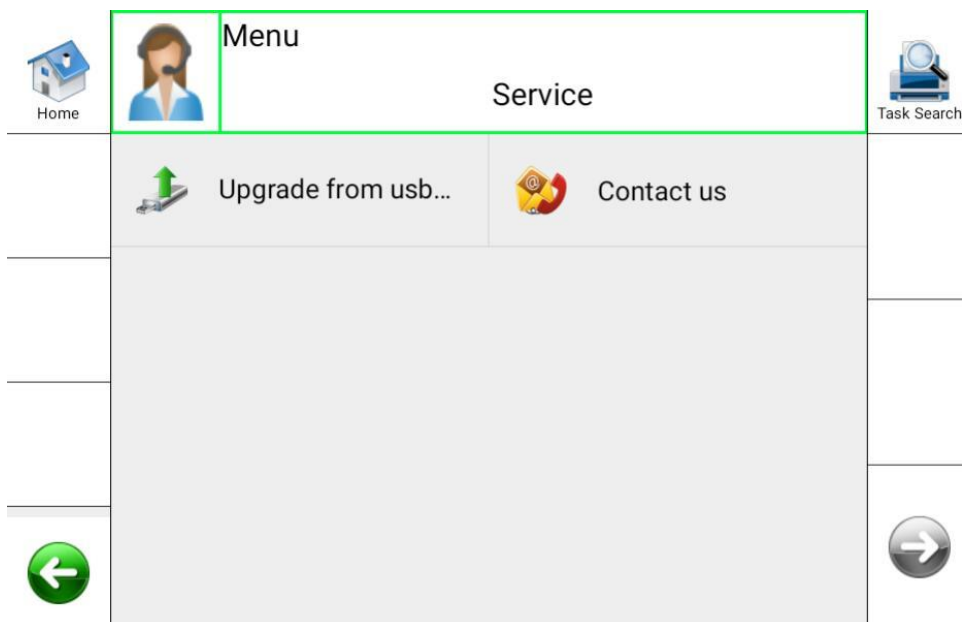 Menu
Service
Home
Task Search
Upgrade from usb...
Contact us